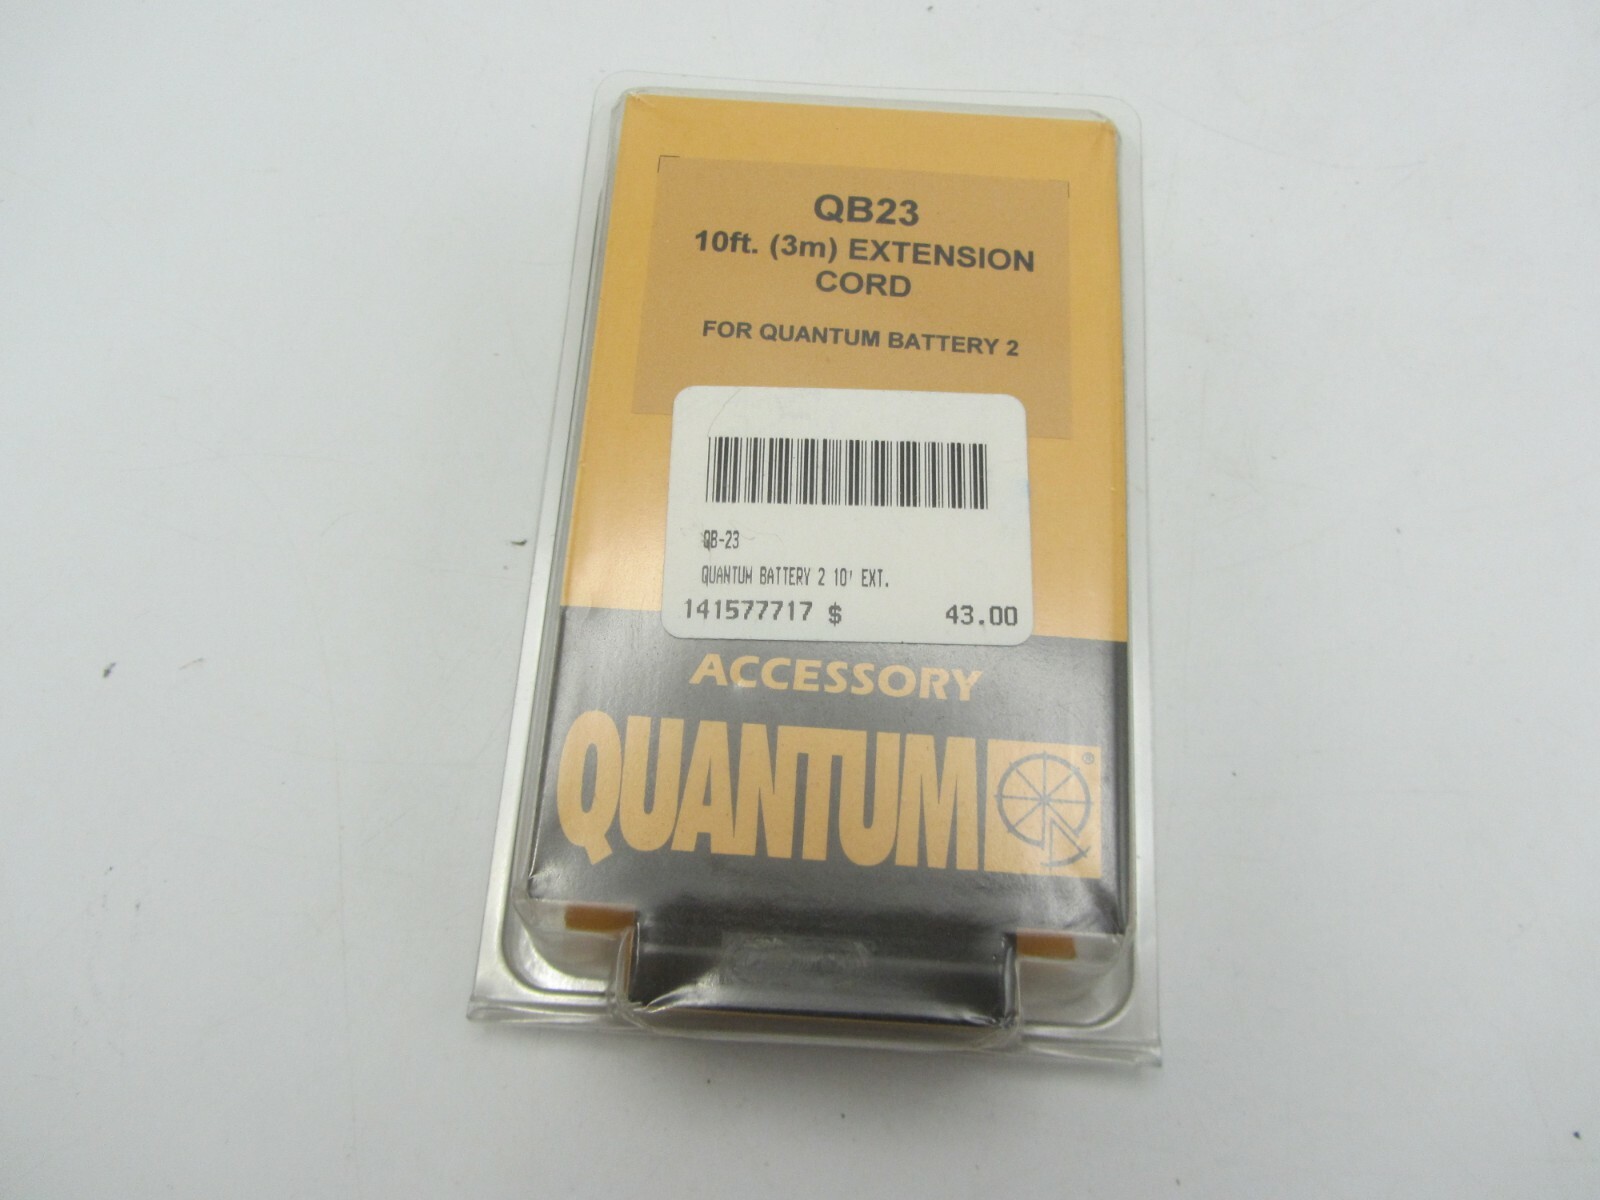 QB23
10ft. (3m) EXTENSION
CORD
FOR QUANTUM BATTERY 2
QB-23
QUANTUM BATTERY 2 10' EXT.
141577717 $ 43.00
ACCESSORY
QUANTUM ®